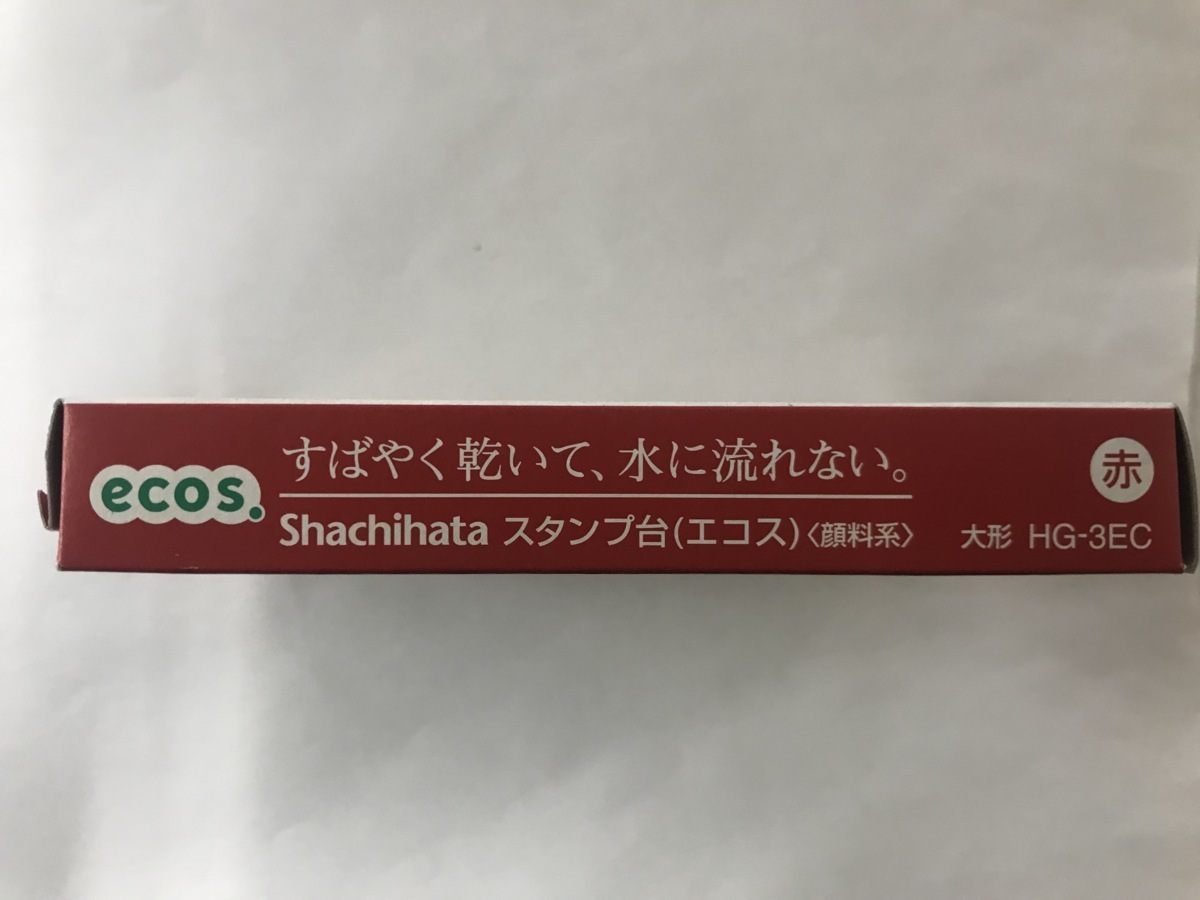 ecos.
すばやく乾いて、水に流れない。
Shachihata スタンプ台(エコス)〈顔料系〉
赤
大形 HG-3EC